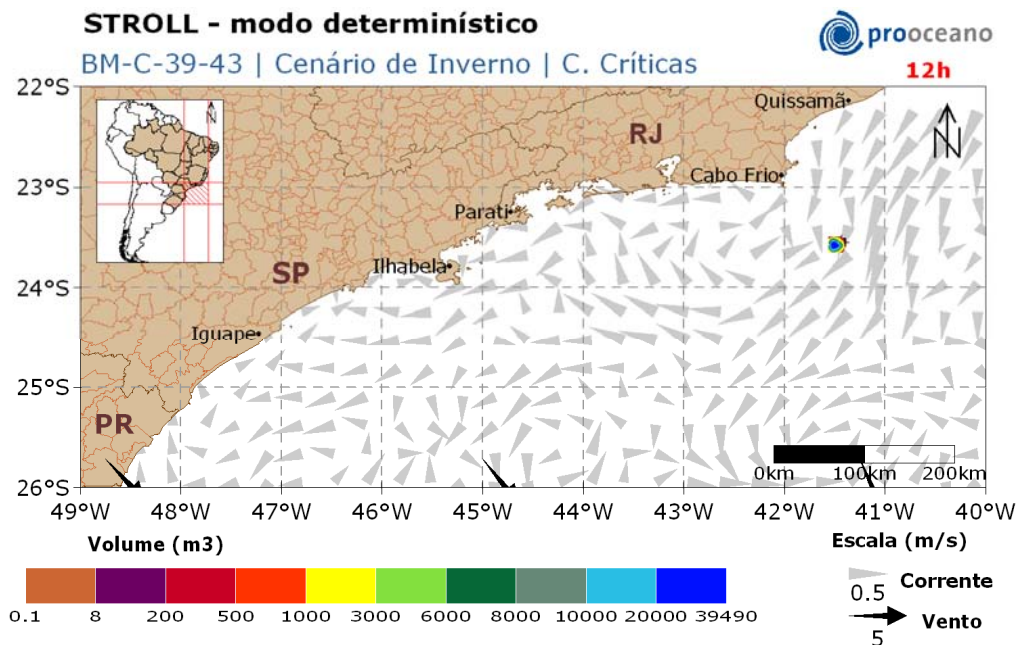 STROLL - modo determinístico
prooceano
BM-C-39-43 | Cenário de Inverno | C. Críticas
12h
22°S
23°S
24°S
25°S
26°S
Quissamã
RJ
N
N
Cabo Frio
Parati
Ilhabela
SP
Iguape
PR
0km 100km 200km
49°W 48°W 47°W 46°W 45°W 44°W 43°W 42°W 41°W 40°W
Volume (m3)
0.1 8 200 500 1000 3000 6000 8000 10000 20000 39490
Escala (m/s)
Corrente
0.5
Vento
5